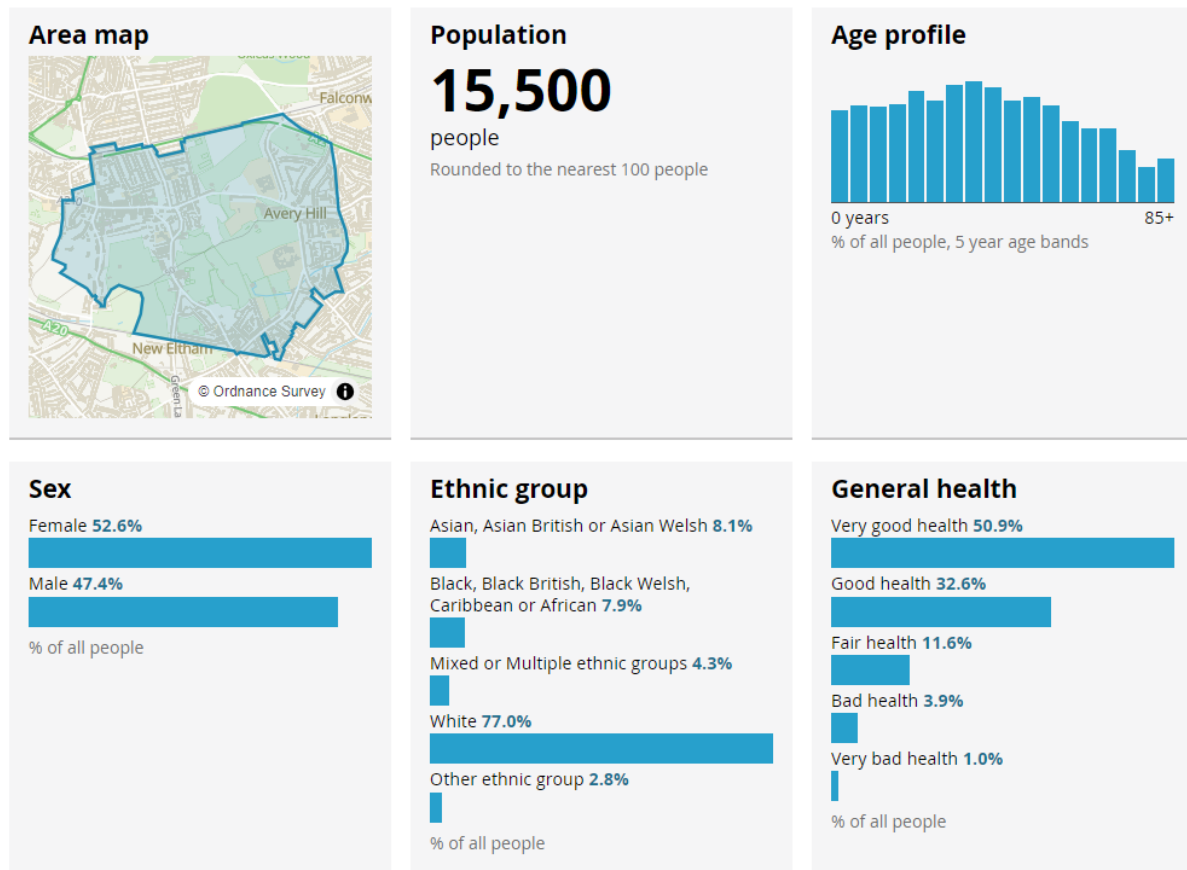 Area map
Falconw
Avery Hill
A20
New Eltham
Green La
© Ordnance Survey
Population
15,500
people
Rounded to the nearest 100 people
Age profile
0 years 85+
% of all people, 5 year age bands
Sex
Female 52.6%
Male 47.4%
% of all people
Ethnic group
Asian, Asian British or Asian Welsh 8.1%
Black, Black British, Black Welsh,
Caribbean or African 7.9%
Mixed or Multiple ethnic groups 4.3%
White 77.0%
Other ethnic group 2.8%
% of all people
General health
Very good health 50.9%
Good health 32.6%
Fair health 11.6%
Bad health 3.9%
Very bad health 1.0%
% of all people